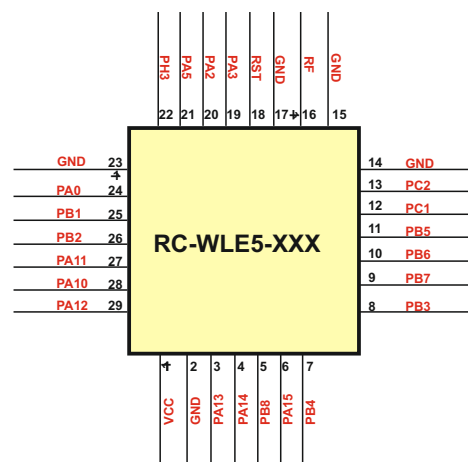 PH3 PA5 PA2 PA3 RST GND RF GND
22 21 20 19 18 17 16 15
GND 23
PA0 24
PB1 25
PB2 26
PA11 27
PA10 28
PA12 29
RC-WLE5-XXX
14 GND
13 PC2
12 PC1
11 PB5
10 PB6
9 PB7
8 PB3
1 2 3 4 5 6 7
VCC GND PA13 PA14 PB8 PA15 PB4